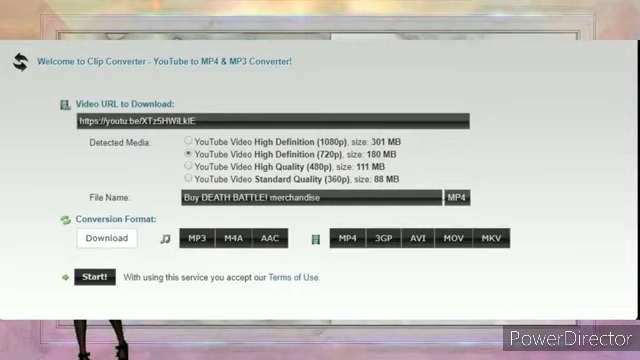 Welcome to Clip Converter - YouTube to MP4 & MP3 Converter!
Video URL to Download:
https://youtu.be/XTz5HWiLkIE
Detected Media:
YouTube Video High Definition (1080p), size: 301 MB
YouTube Video High Definition (720p), size: 180 MB
YouTube Video High Quality (480p), size: 111 MB
YouTube Video Standard Quality (360p), size: 88 MB
File Name: Buy DEATH BATTLE! merchandise .MP4
Conversion Format:
Download MP3 M4A AAC MP4 3GP AVI MOV MKV
Start! With using this service you accept our Terms of Use.
PowerDirector